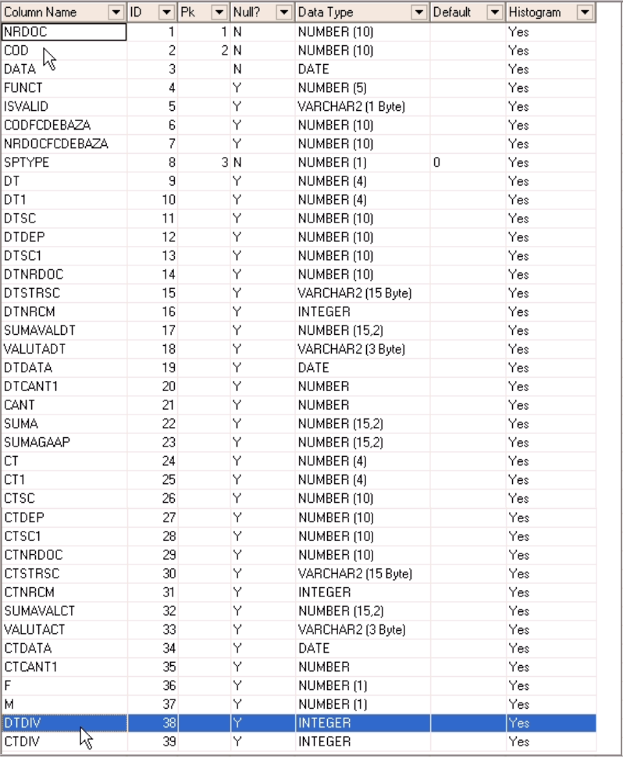 Column Name ID Pk Null? Data Type Default Histogram
NRDOC 1 1 N NUMBER (10) Yes
COD 2 2 N NUMBER (10) Yes
DATA 3 N DATE Yes
FUNCT 4 Y NUMBER (5) Yes
ISVALID 5 Y VARCHAR2 (1 Byte) Yes
CODFCDEBAZA 6 Y NUMBER (10) Yes
NRDOCFCDEBAZA 7 Y NUMBER (10) Yes
SPTYPE 8 3 N NUMBER (1) 0 Yes
DT 9 Y NUMBER (4) Yes
DT1 10 Y NUMBER (4) Yes
DTSC 11 Y NUMBER (10) Yes
DTDEP 12 Y NUMBER (10) Yes
DTSC1 13 Y NUMBER (10) Yes
DTNRDOC 14 Y NUMBER (10) Yes
DTSTRSC 15 Y VARCHAR2 (15 Byte) Yes
DTNRCM 16 Y INTEGER Yes
SUMAVALDT 17 Y NUMBER (15,2) Yes
VALUTADT 18 Y VARCHAR2 (3 Byte) Yes
DTDATA 19 Y DATE Yes
DTCANT1 20 Y NUMBER Yes
CANT 21 Y NUMBER Yes
SUMA 22 Y NUMBER (15,2) Yes
SUMAGAAP 23 Y NUMBER (15,2) Yes
CT 24 Y NUMBER (4) Yes
CT1 25 Y NUMBER (4) Yes
CTSC 26 Y NUMBER (10) Yes
CTDEP 27 Y NUMBER (10) Yes
CTSC1 28 Y NUMBER (10) Yes
CTNRDOC 29 Y NUMBER (10) Yes
CTSTRSC 30 Y VARCHAR2 (15 Byte) Yes
CTNRCM 31 Y INTEGER Yes
SUMAVALCT 32 Y NUMBER (15,2) Yes
VALUTACT 33 Y VARCHAR2 (3 Byte) Yes
CTDATA 34 Y DATE Yes
CTCANT1 35 Y NUMBER Yes
F 36 Y NUMBER (1) Yes
M 37 Y NUMBER (1) Yes
DTDIV 38 Y INTEGER Yes
CTDIV 39 Y INTEGER Yes